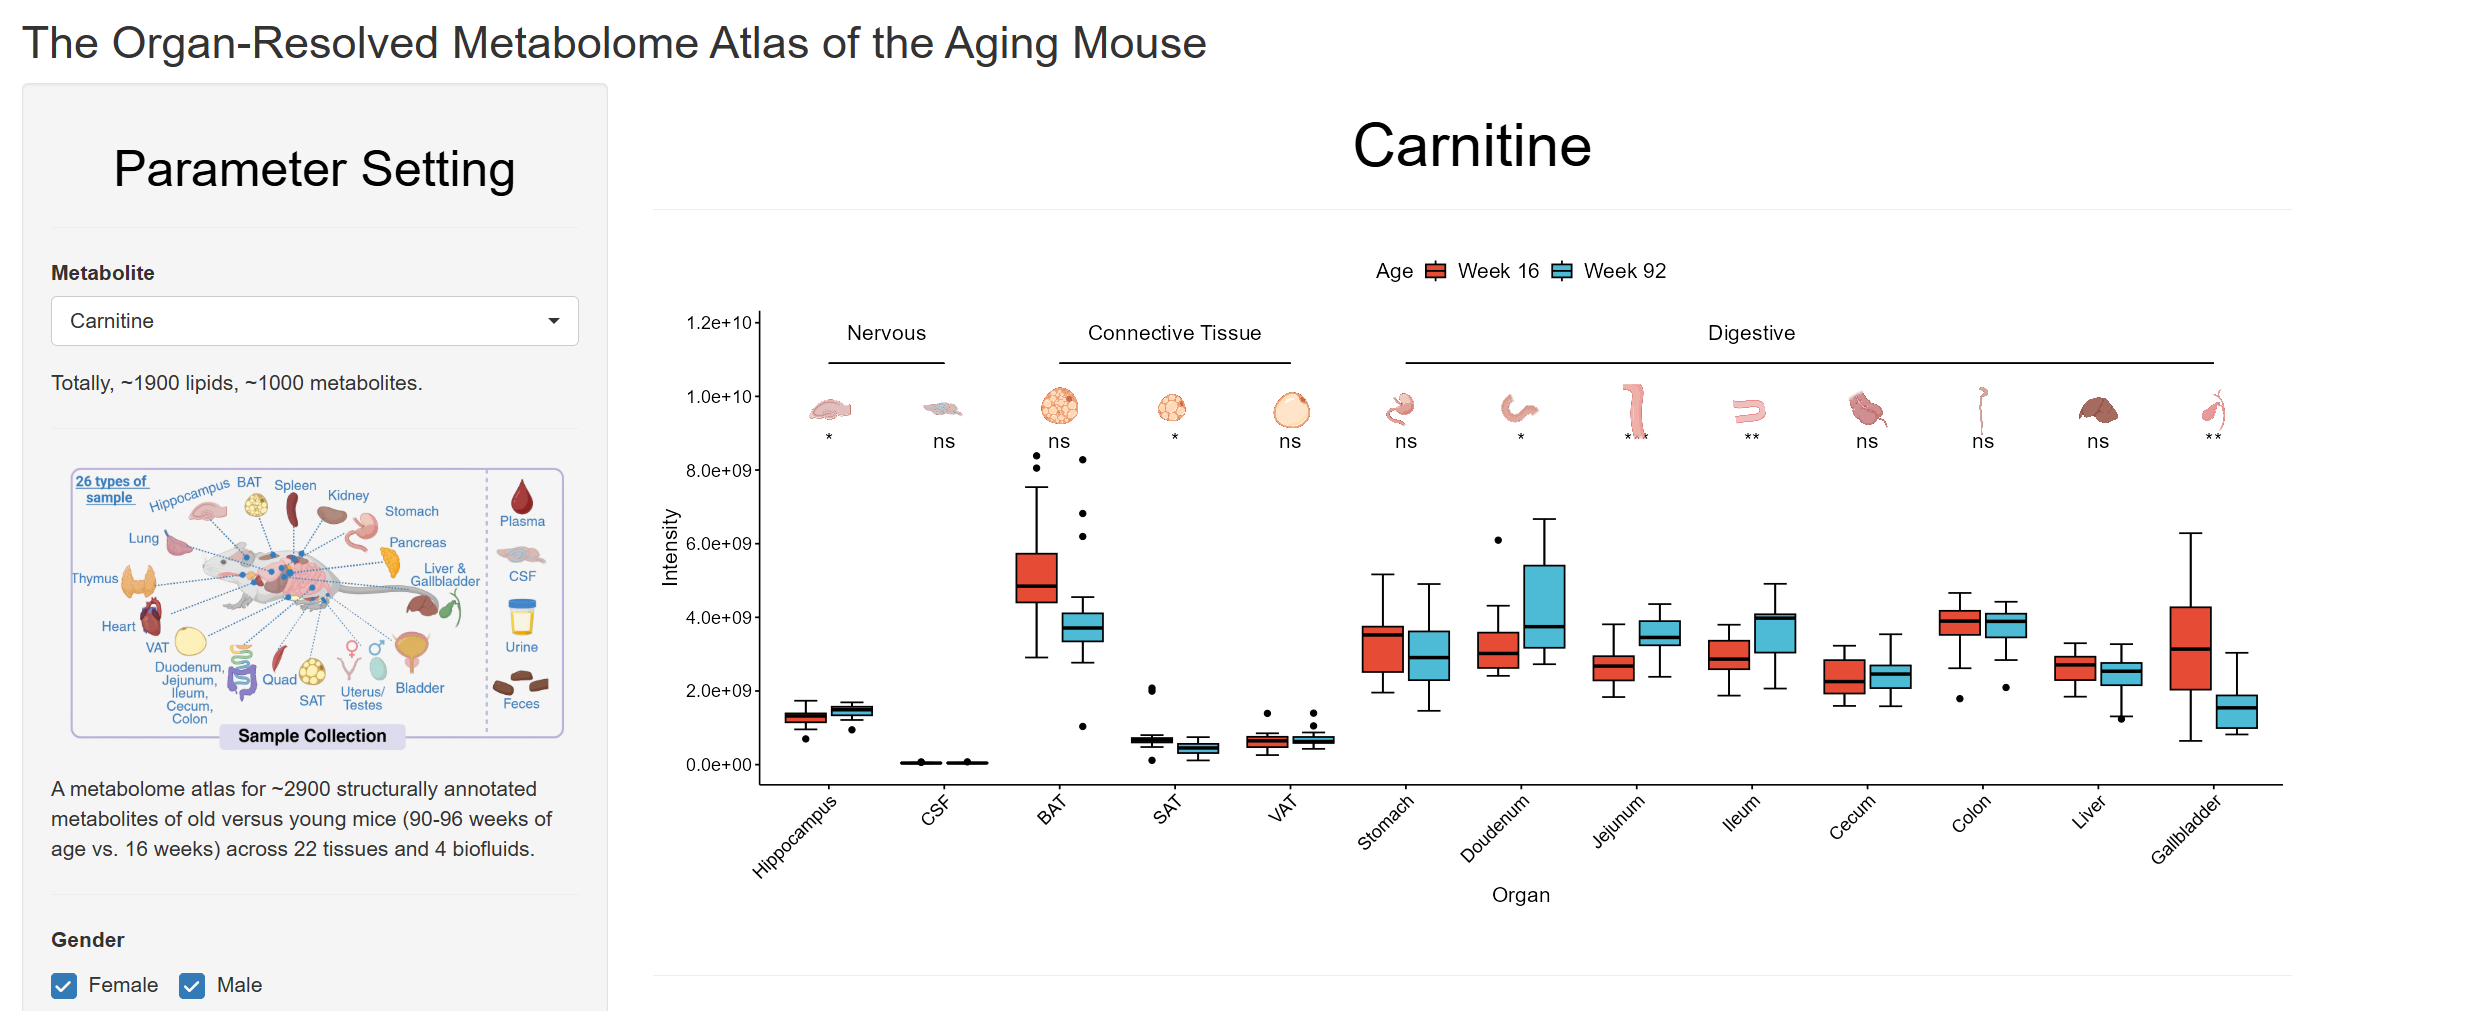 The Organ-Resolved Metabolome Atlas of the Aging Mouse
Parameter Setting
Metabolite
Carnitine
Totally, ~1900 lipids, ~1000 metabolites.
26 types of
sample
Hippocampus
BAT
Spleen
Kidney
Stomach
Pancreas
Liver &
Gallbladder
Lung
Thymus
Heart
VAT
Duodenum,
Jejunum,
Ileum,
Cecum,
Colon
Quad
SAT
Uterus/
Testes
Bladder
Plasma
CSF
Urine
Feces
Sample Collection
A metabolome atlas for ~2900 structurally annotated
metabolites of old versus young mice (90-96 weeks of
age vs. 16 weeks) across 22 tissues and 4 biofluids.
Gender
Female Male
Carnitine
Age Week 16 Week 92
Nervous Connective Tissue Digestive
* ns ns * ns ns * *** ** ns ns ns **
Intensity
1.2e+10
1.0e+10
8.0e+09
6.0e+09
4.0e+09
2.0e+09
0.0e+00
Hippocampus
CSF
BAT
SAT
VAT
Stomach
Doudenum
Jejunum
Ileum
Cecum
Colon
Liver
Gallbladder
Organ